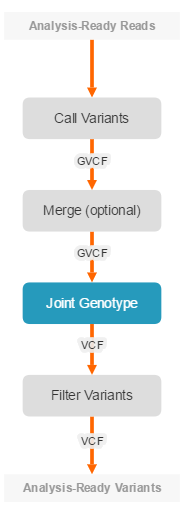 Analysis-Ready Reads
Call Variants
GVCF
Merge (optional)
GVCF
Joint Genotype
VCF
Filter Variants
VCF
Analysis-Ready Variants